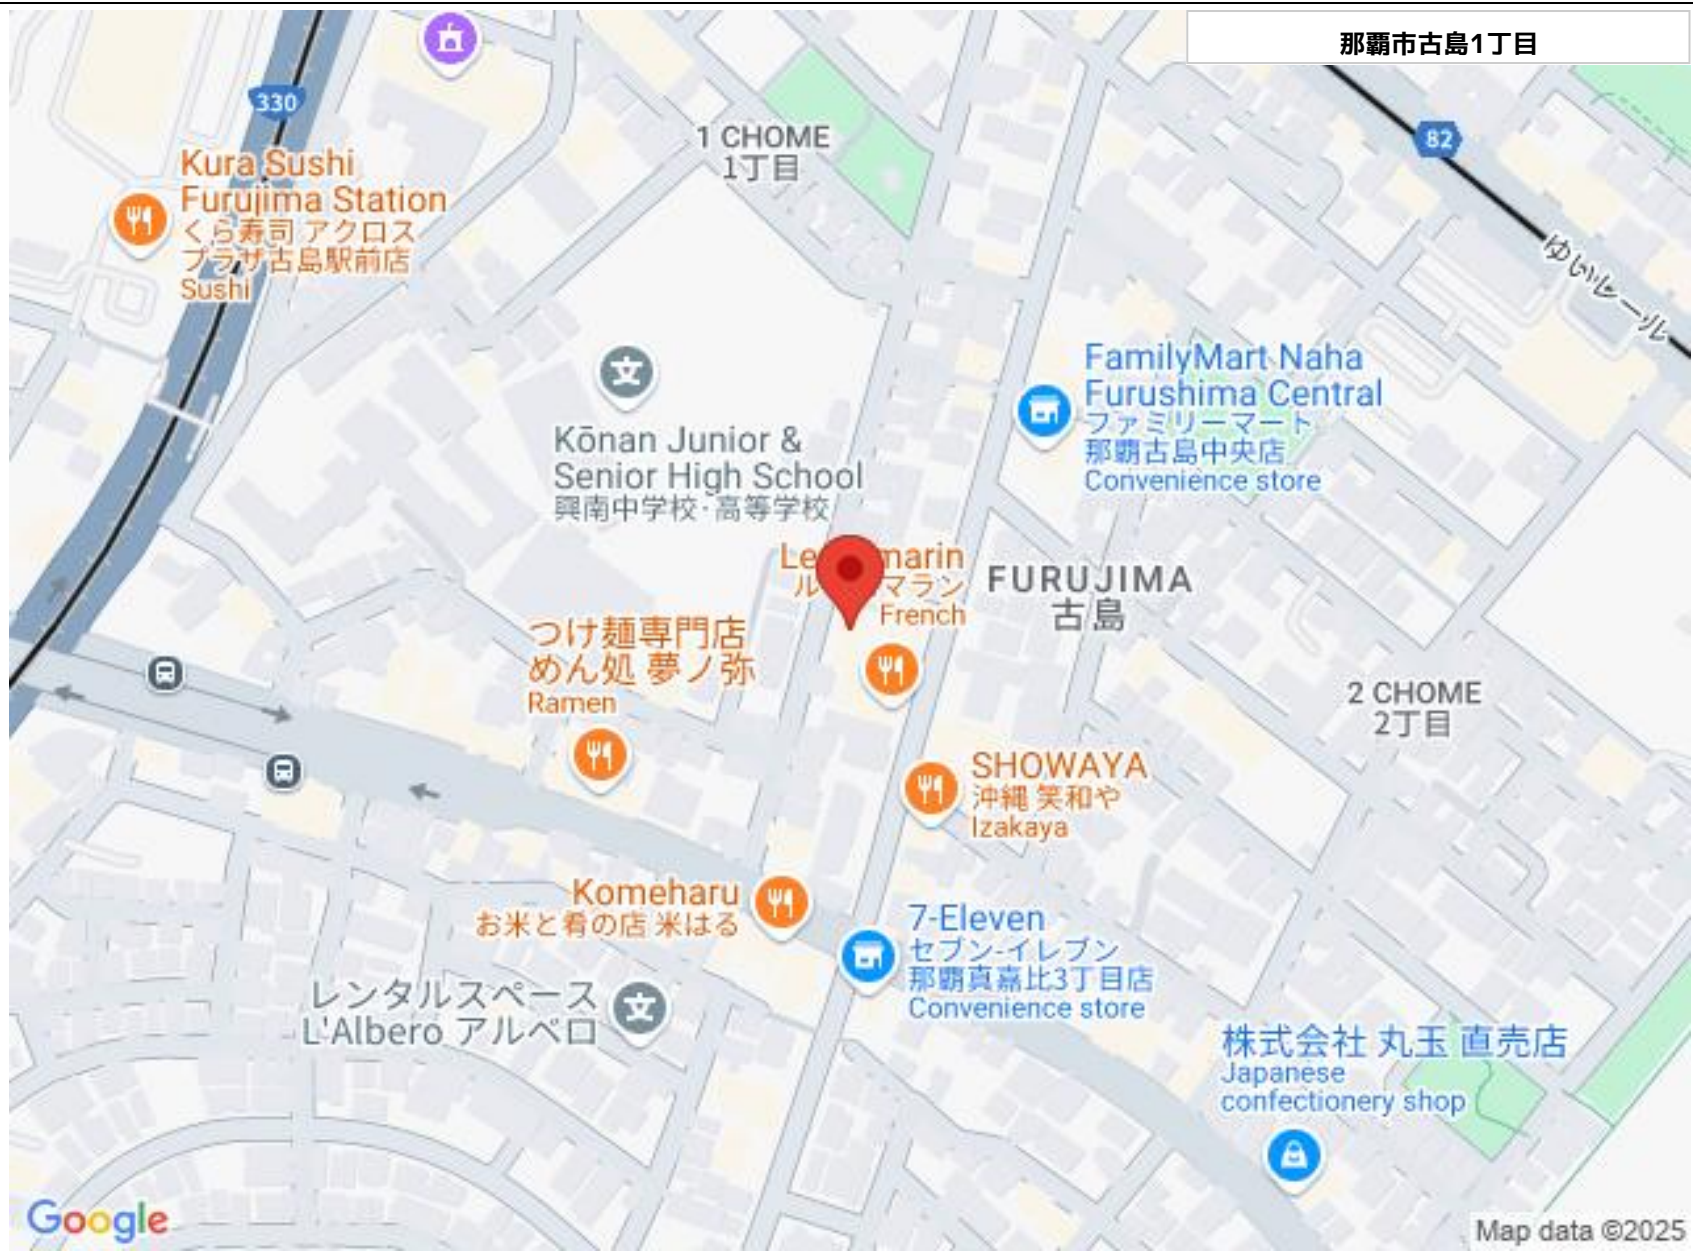 那覇市古島1丁目
330
82
1 CHOME
1丁目
Kura Sushi
Furujima Station
くら寿司 アクロス
プラザ古島駅前店
Sushi
ゆいレール
FamilyMart Naha
Furushima Central
ファミリーマート
那覇古島中央店
Convenience store
Kōnan Junior &
Senior High School
興南中学校・高等学校
Le
marin
ル
マラン
French
FURUJIMA
古島
つけ麺専門店
めん処 夢ノ弥
Ramen
2 CHOME
2丁目
SHOWAYA
沖縄 笑和や
Izakaya
Komeharu
お米と肴の店 米はる
7-Eleven
セブン-イレブン
那覇真嘉比3丁目店
Convenience store
レンタルスペース
L'Albero アルベロ
株式会社 丸玉 直売店
Japanese
confectionery shop
Google
Map data ©2025